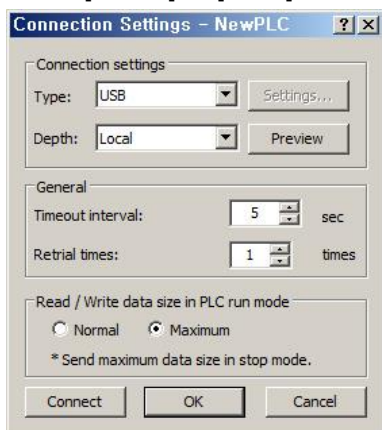 Connection Settings - NewPLC
Connection settings
Type: USB Settings...
Depth: Local Preview
General
Timeout interval: 5 sec
Retrial times: 1 times
Read / Write data size in PLC run mode
Normal Maximum
* Send maximum data size in stop mode.
Connect OK Cancel